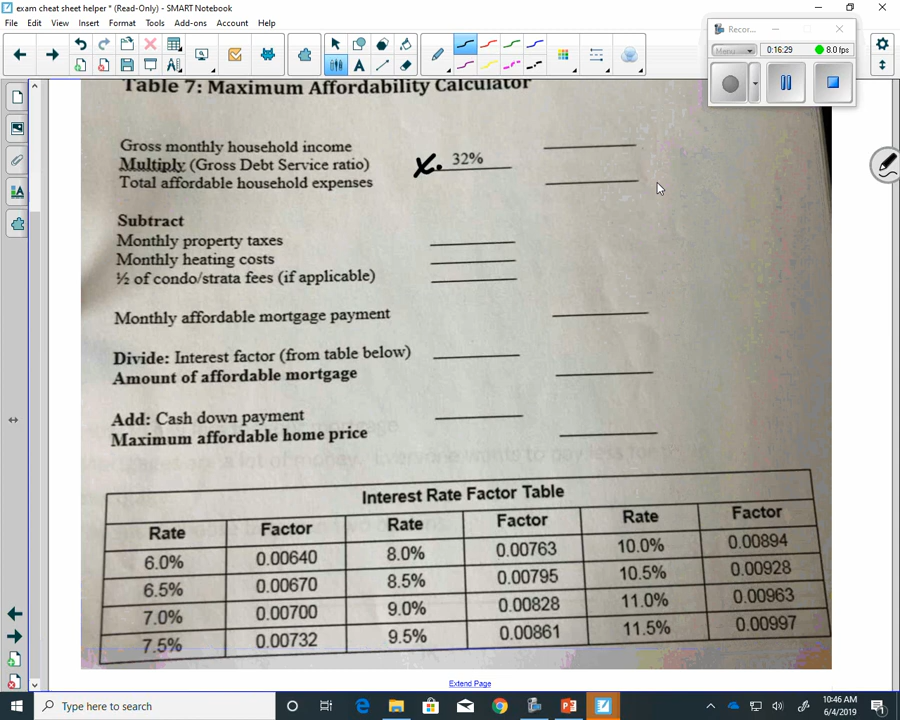 exam cheat sheet helper * (Read-Only) - SMART Notebook
File Edit View Insert Format Tools Add-ons Account Help
Recor...
Menu 0:16:29 8.0 fps
Table 7: Maximum Affordability Calculator
Gross monthly household income
Multiply (Gross Debt Service ratio) x. 32%
Total affordable household expenses
Subtract
Monthly property taxes
Monthly heating costs
½ of condo/strata fees (if applicable)
Monthly affordable mortgage payment
Divide: Interest factor (from table below)
Amount of affordable mortgage
Add: Cash down payment
Maximum affordable home price
Interest Rate Factor Table
Rate Factor Rate Factor Rate Factor
6.0% 0.00640 8.0% 0.00763 10.0% 0.00894
6.5% 0.00670 8.5% 0.00795 10.5% 0.00928
7.0% 0.00700 9.0% 0.00828 11.0% 0.00963
7.5% 0.00732 9.5% 0.00861 11.5% 0.00997
Extend Page
Type here to search
10:46 AM
6/4/2019